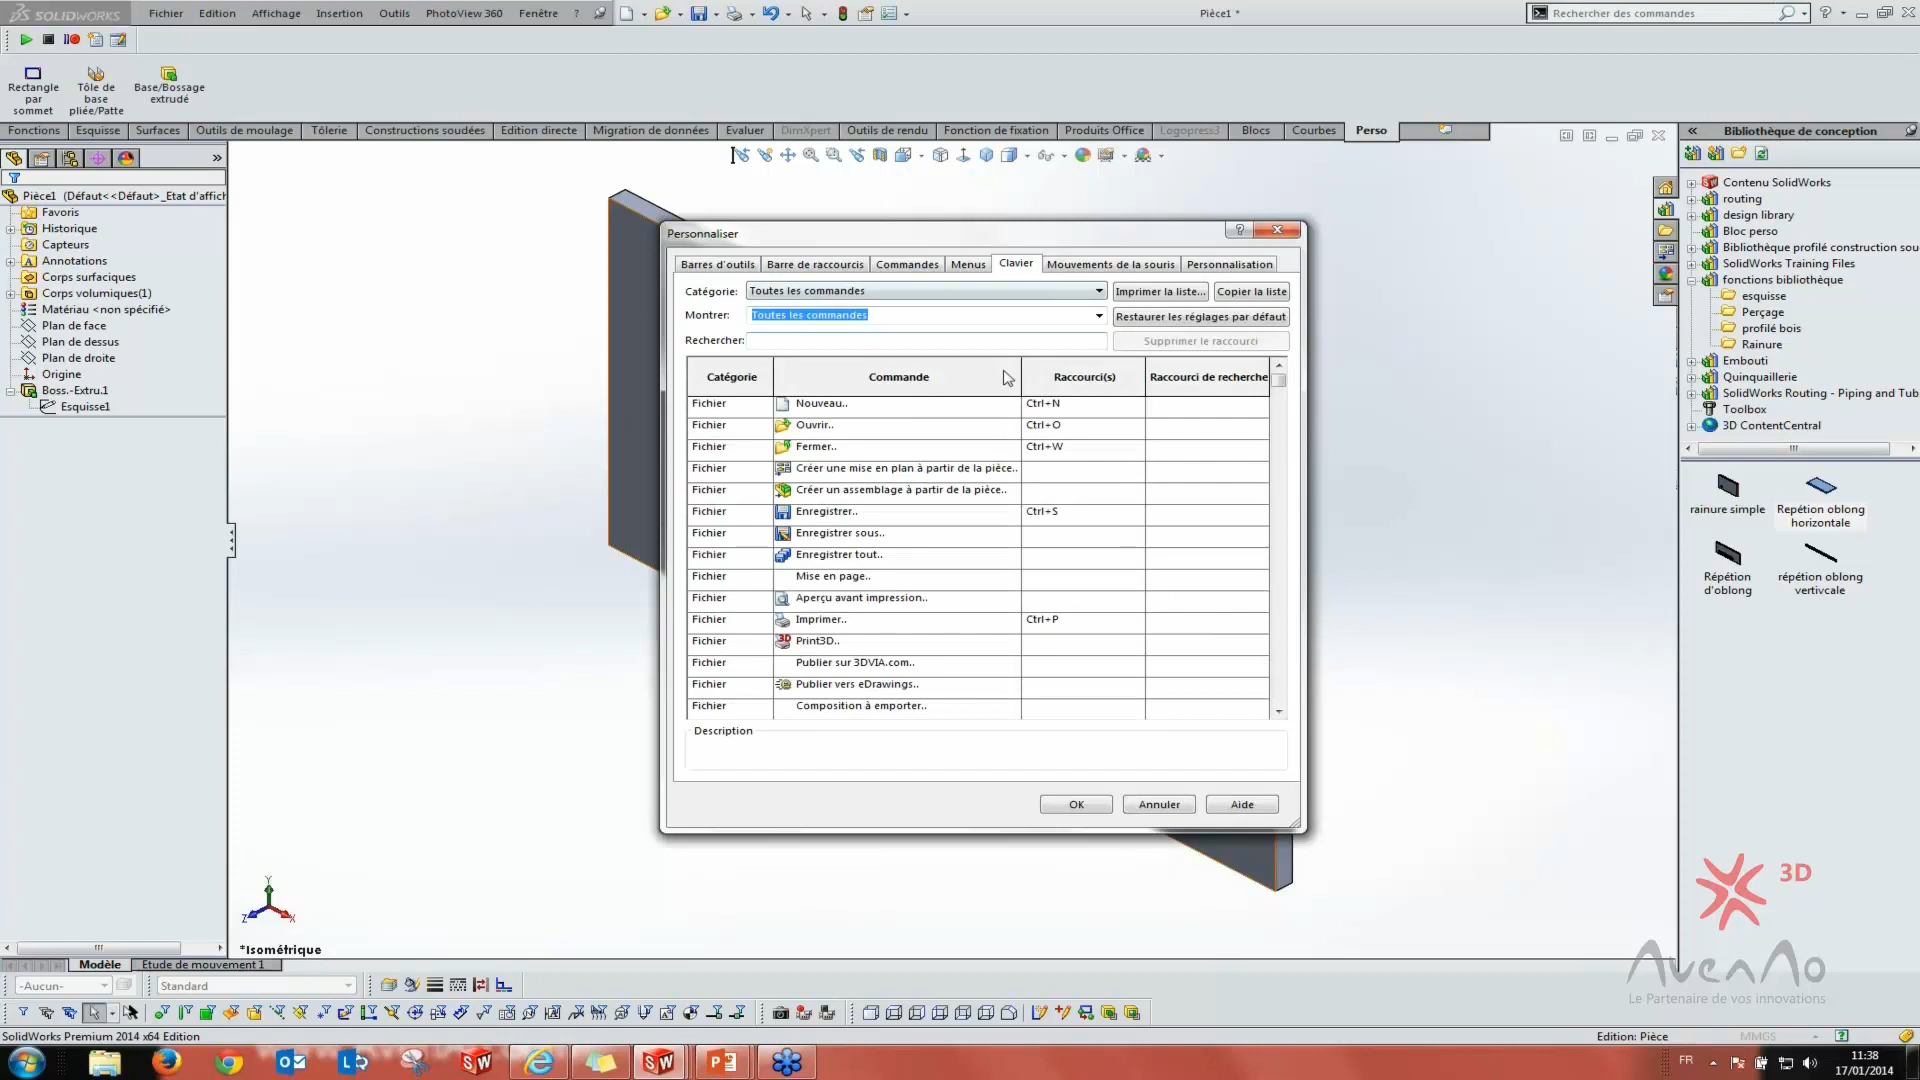 SOLIDWORKS
Fichier Edition Affichage Insertion Outils PhotoView 360 Fenêtre ?
Pièce1 *
Rechercher des commandes
Rectangle par sommet
Tôle de base pliée/Patte
Base/Bossage extrudé
Fonctions Esquisse Surfaces Outils de moulage Tôlerie Constructions soudées Edition directe Migration de données Evaluer DimXpert Outils de rendu Fonction de fixation Produits Office Logopress3 Blocs Courbes Perso
Bibliothèque de conception
Pièce1 (Défaut<<Défaut>_Etat d'affich
Favoris
Historique
Capteurs
Annotations
Corps surfaciques
Corps volumiques(1)
Matériau <non spécifié>
Plan de face
Plan de dessus
Plan de droite
Origine
Boss.-Extru.1
Esquisse1
Personnaliser
Barres d'outils Barre de raccourcis Commandes Menus Clavier Mouvements de la souris Personnalisation
Catégorie: Toutes les commandes Imprimer la liste... Copier la liste
Montrer: Toutes les commandes Restaurer les réglages par défaut
Rechercher: Supprimer le raccourci
Catégorie Commande Raccourci(s) Raccourci de recherche
Fichier Nouveau.. Ctrl+N
Fichier Ouvrir.. Ctrl+O
Fichier Fermer.. Ctrl+W
Fichier Créer une mise en plan à partir de la pièce..
Fichier Créer un assemblage à partir de la pièce..
Fichier Enregistrer.. Ctrl+S
Fichier Enregistrer sous..
Fichier Enregistrer tout..
Fichier Mise en page..
Fichier Aperçu avant impression..
Fichier Imprimer.. Ctrl+P
Fichier Print3D..
Fichier Publier sur 3DVIA.com..
Fichier Publier vers eDrawings..
Fichier Composition à emporter..
Description
OK Annuler Aide
Contenu SolidWorks
routing
design library
Bloc perso
Bibliothèque profilé construction sou
SolidWorks Training Files
fonctions bibliothèque
esquisse
Perçage
profilé bois
Rainure
Embouti
Quinquaillerie
SolidWorks Routing - Piping and Tub
Toolbox
3D ContentCentral
rainure simple
Repétion oblong horizontale
Répétion d'oblong
répétion oblong vertivcale
Y
Z
X
*Isométrique
Modèle Etude de mouvement 1
-Aucun- Standard
3D
AvenAo
Le Partenaire de vos innovations
SolidWorks Premium 2014 x64 Edition
Edition: Pièce MMGS
FR
11:38
17/01/2014